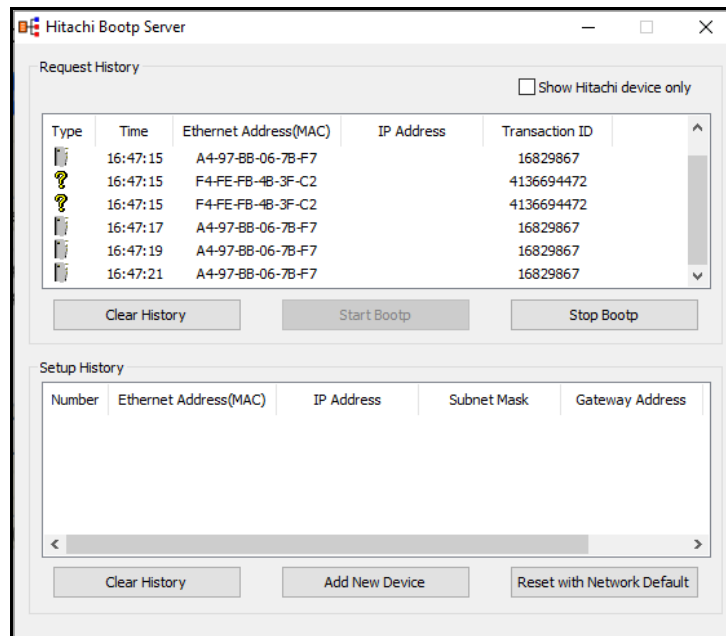 Hitachi Bootp Server
Request History
Show Hitachi device only
Type Time Ethernet Address(MAC) IP Address Transaction ID
16:47:15 A4-97-BB-06-7B-F7 16829867
? 16:47:15 F4-FE-FB-4B-3F-C2 4136694472
? 16:47:15 F4-FE-FB-4B-3F-C2 4136694472
16:47:17 A4-97-BB-06-7B-F7 16829867
16:47:19 A4-97-BB-06-7B-F7 16829867
16:47:21 A4-97-BB-06-7B-F7 16829867
Clear History Start Bootp Stop Bootp
Setup History
Number Ethernet Address(MAC) IP Address Subnet Mask Gateway Address
Clear History Add New Device Reset with Network Default